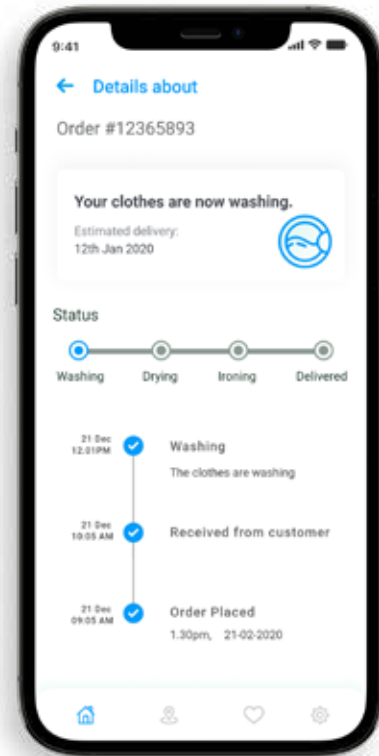 9:41
Details about
Order #12365893
Your clothes are now washing.
Estimated delivery:
12th Jan 2020
Status
Washing Drying Ironing Delivered
21 Dec
12.01PM
Washing
The clothes are washing
21 Dec
10:05 AM
Received from customer
21 Dec
09:05 AM
Order Placed
1.30pm, 21-02-2020